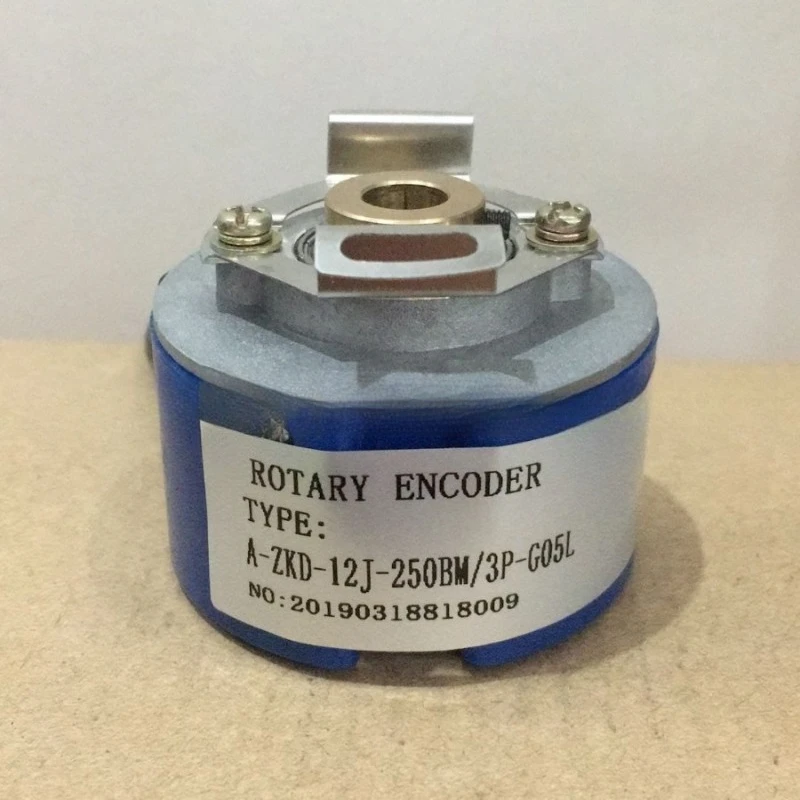 ROTARY ENCODER
TYPE:
A-ZKD-12J-250BM/3P-G05L
NO:20190318818009